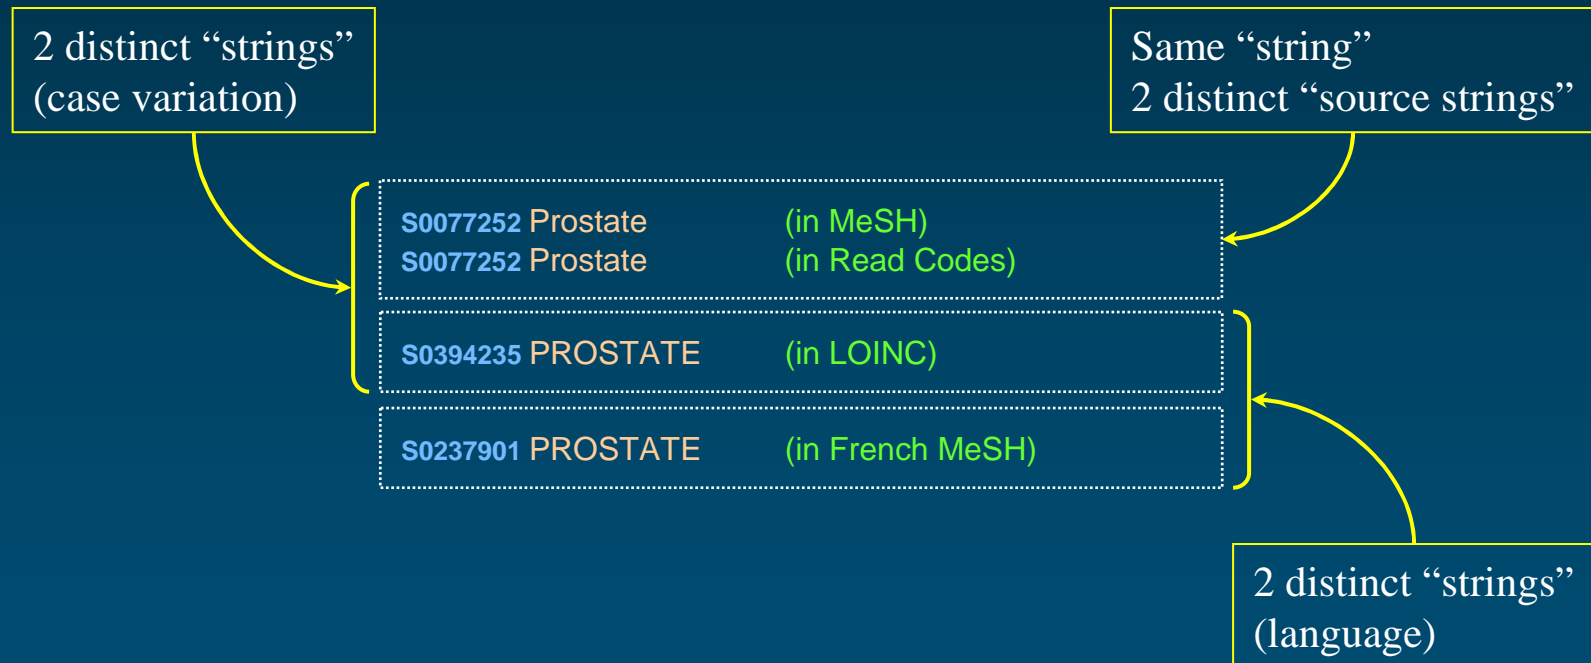 2 distinct “strings”
(case variation)
Same “string”
2 distinct “source strings”
S0077252 Prostate (in MeSH)
S0077252 Prostate (in Read Codes)
S0394235 PROSTATE (in LOINC)
S0237901 PROSTATE (in French MeSH)
2 distinct “strings”
(language)